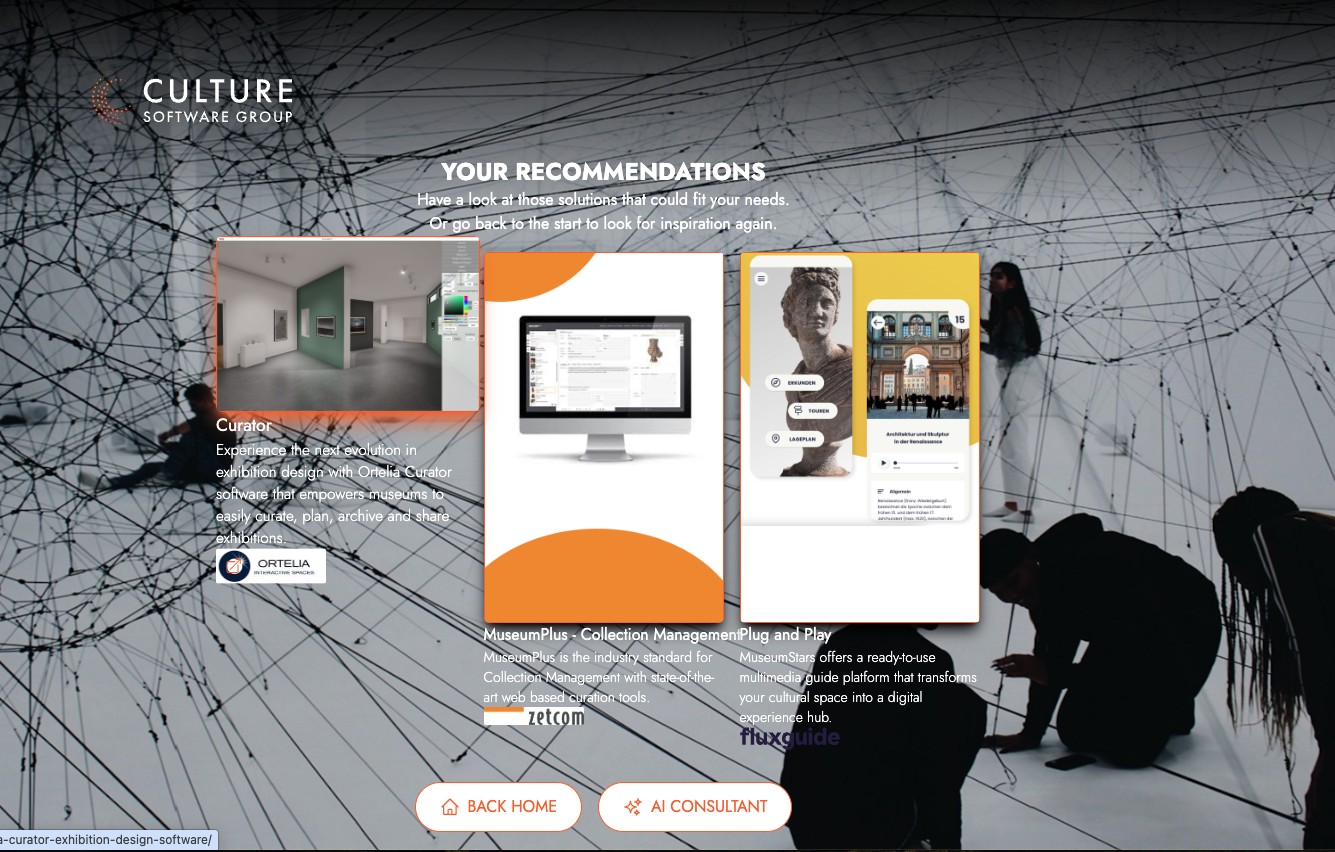 CULTURE
SOFTWARE GROUP
YOUR RECOMMENDATIONS
Have a look at those solutions that could fit your needs.
Or go back to the start to look for inspiration again.
Curator
Experience the next evolution in
exhibition design with Ortelia Curator
software that empowers museums to
easily curate, plan, archive and share
exhibitions.
ORTELIA
INTERACTIVE SPACES
MuseumPlus - Collection Management
MuseumPlus is the industry standard for
Collection Management with state-of-the-
art web based curation tools.
zetcom
ERKUNDEN
TOUREN
LAGEPLAN
15
Architektur und Skulptur
in der Renaissance
Allgemein
Plug and Play
MuseumStars offers a ready-to-use
multimedia guide platform that transforms
your cultural space into a digital
experience hub.
fluxguide
BACK HOME
AI CONSULTANT
a-curator-exhibition-design-software/